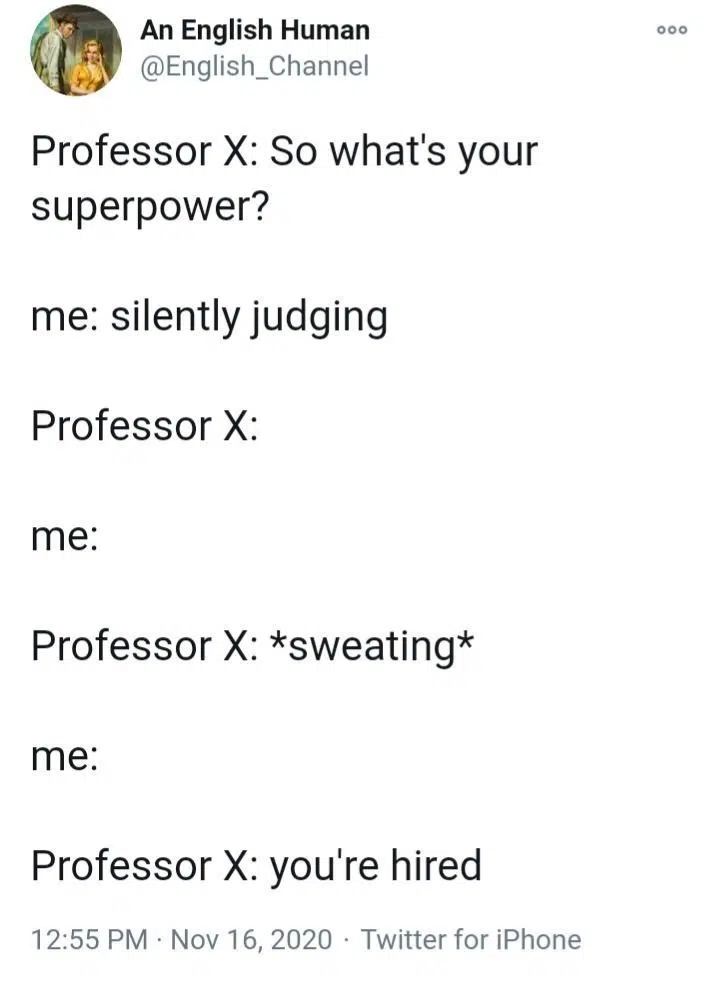 An English Human
@English_Channel
Professor X: So what's your
superpower?
me: silently judging
Professor X:
me:
Professor X: *sweating*
me:
Professor X: you're hired
12:55 PM · Nov 16, 2020 · Twitter for iPhone